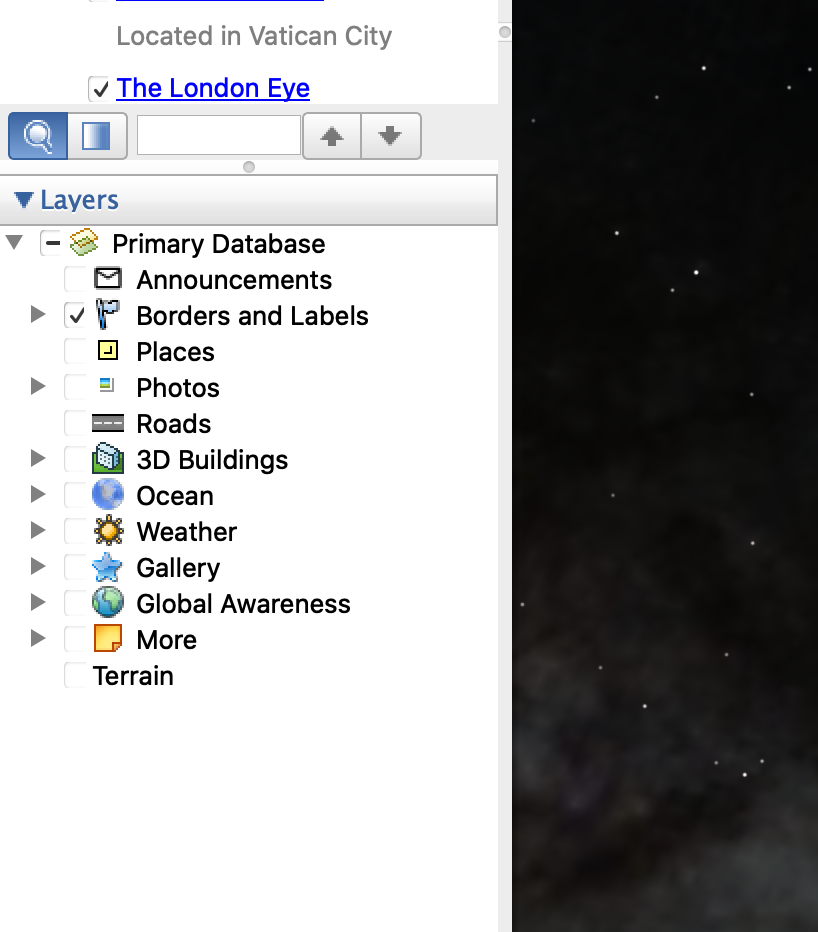 Located in Vatican City
The London Eye
Layers
Primary Database
Announcements
Borders and Labels
Places
Photos
Roads
3D Buildings
Ocean
Weather
Gallery
Global Awareness
More
Terrain